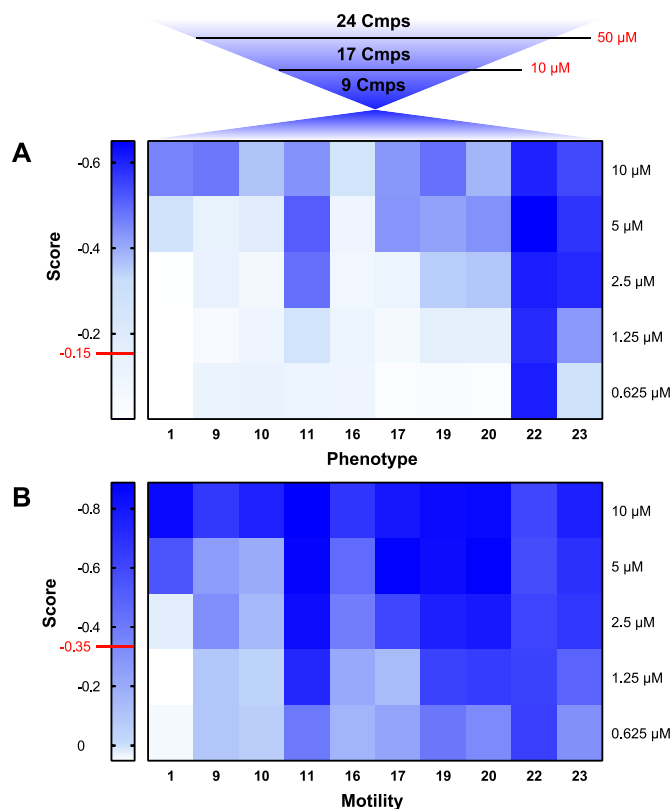 24 Cmps
50 µM
17 Cmps
10 µM
9 Cmps
A
Score
-0.6
-0.4
-0.2
-0.15
10 µM
5 µM
2.5 µM
1.25 µM
0.625 µM
1 9 10 11 16 17 19 20 22 23
Phenotype
B
Score
-0.8
-0.6
-0.4
-0.35
-0.2
0
10 µM
5 µM
2.5 µM
1.25 µM
0.625 µM
1 9 10 11 16 17 19 20 22 23
Motility